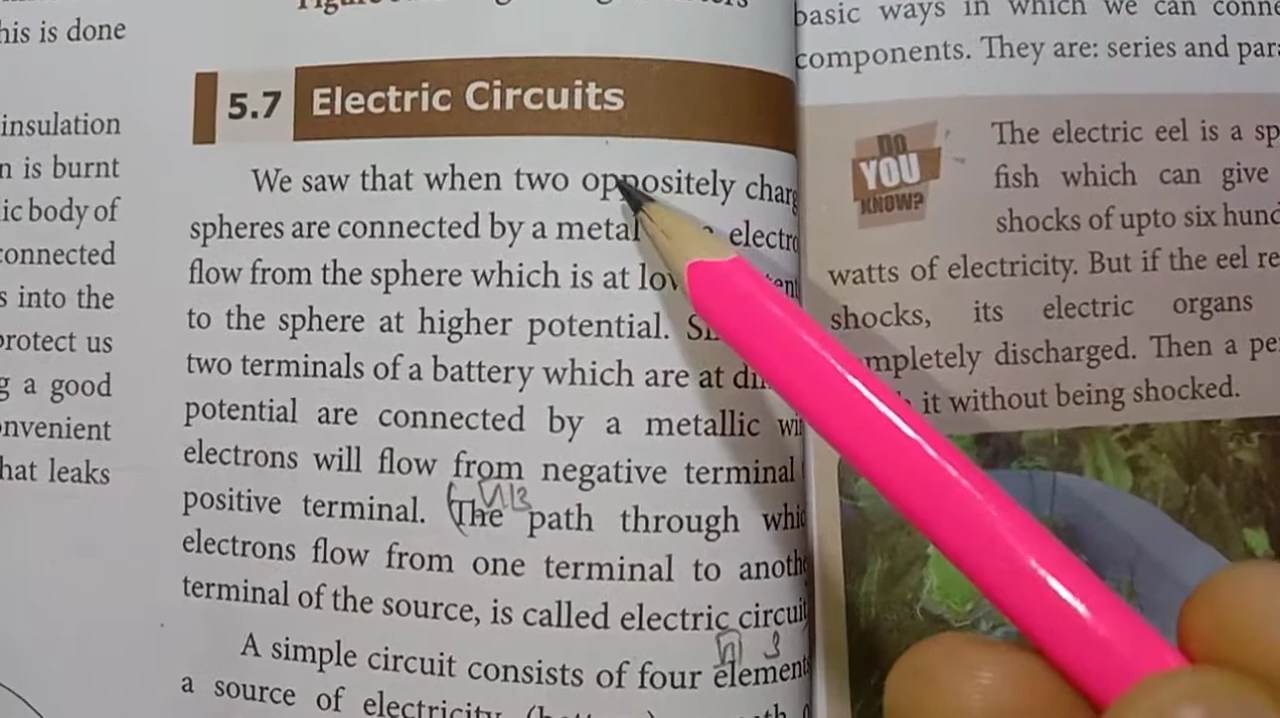 his is done
insulation
n is burnt
ic body of
connected
s into the
protect us
g a good
onvenient
hat leaks
5.7 Electric Circuits
We saw that when two oppositely charg
spheres are connected by a metal electro
flow from the sphere which is at
to the sphere at higher potential.
two terminals of a battery which are at
potential are connected by a metallic wi
electrons will flow from negative terminal
positive terminal. (The path through whic
electrons flow from one terminal to anothe
terminal of the source, is called electric circuit
A simple circuit consists of four elements
a source of electricity
basic ways in which we can conne
components. They are: series and para
DO
YOU
KNOW?
The electric eel is a sp
fish which can give
shocks of upto six hund
watts of electricity. But if the eel re
shocks, its electric organs
mpletely discharged. Then a pe
it without being shocked.